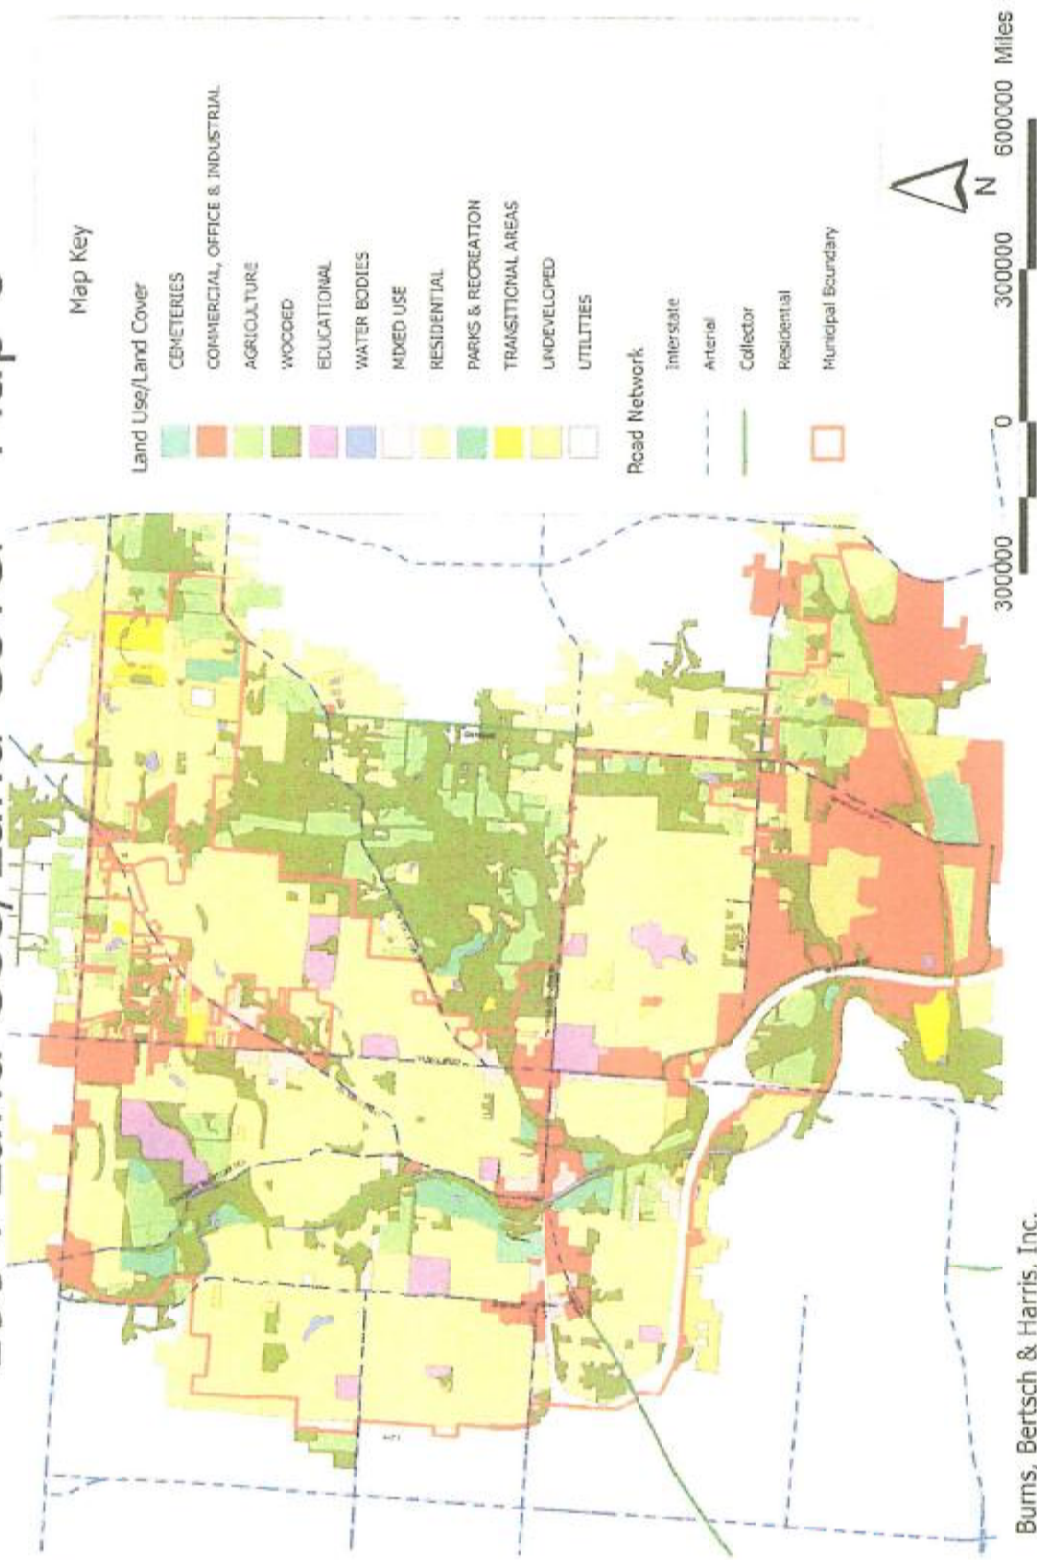 Map Key
Land Use/Land Cover
CEMETERIES
COMMERCIAL, OFFICE & INDUSTRIAL
AGRICULTURE
WOODED
EDUCATIONAL
WATER BODIES
MIXED USE
RESIDENTIAL
PARKS & RECREATION
TRANSITIONAL AREAS
UNDEVELOPED
UTILITIES
Road Network
Interstate
Arterial
Collector
Residential
Municipal Boundary
N
300000 0 300000 600000 Miles
Burns, Bertsch & Harris, Inc.